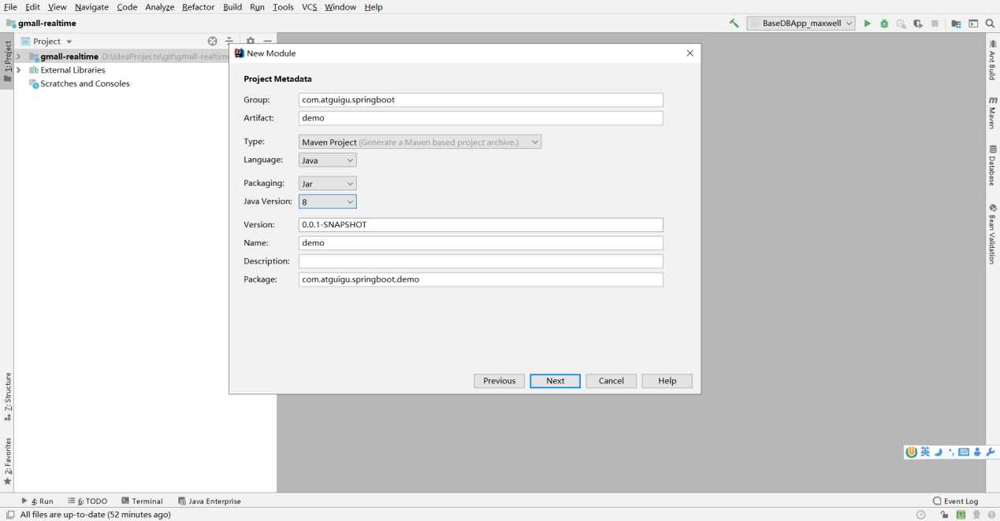 File Edit View Navigate Code Analyze Refactor Build Run Tools VCS Window Help
gmall-realtime
BaseDBApp_maxwell
Project
gmall-realtime D:\IdeaProjects\git\gmall-realtime
External Libraries
Scratches and Consoles
1: Project
7: Structure
2: Favorites
New Module
Project Metadata
Group: com.atguigu.springboot
Artifact: demo
Type: Maven Project (Generate a Maven based project archive.)
Language: Java
Packaging: Jar
Java Version: 8
Version: 0.0.1-SNAPSHOT
Name: demo
Description:
Package: com.atguigu.springboot.demo
Previous Next Cancel Help
Ant Build
m Maven
Database
Bean Validation
英
4: Run 6: TODO Terminal Java Enterprise Event Log
All files are up-to-date (52 minutes ago) [T]